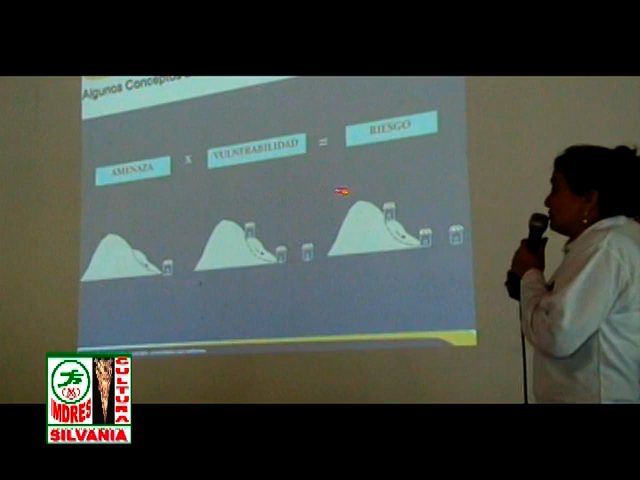 Algunos Conceptos
AMENAZA x VULNERABILIDAD = RIESGO
IMDRES
CULTURA
SILVANIA